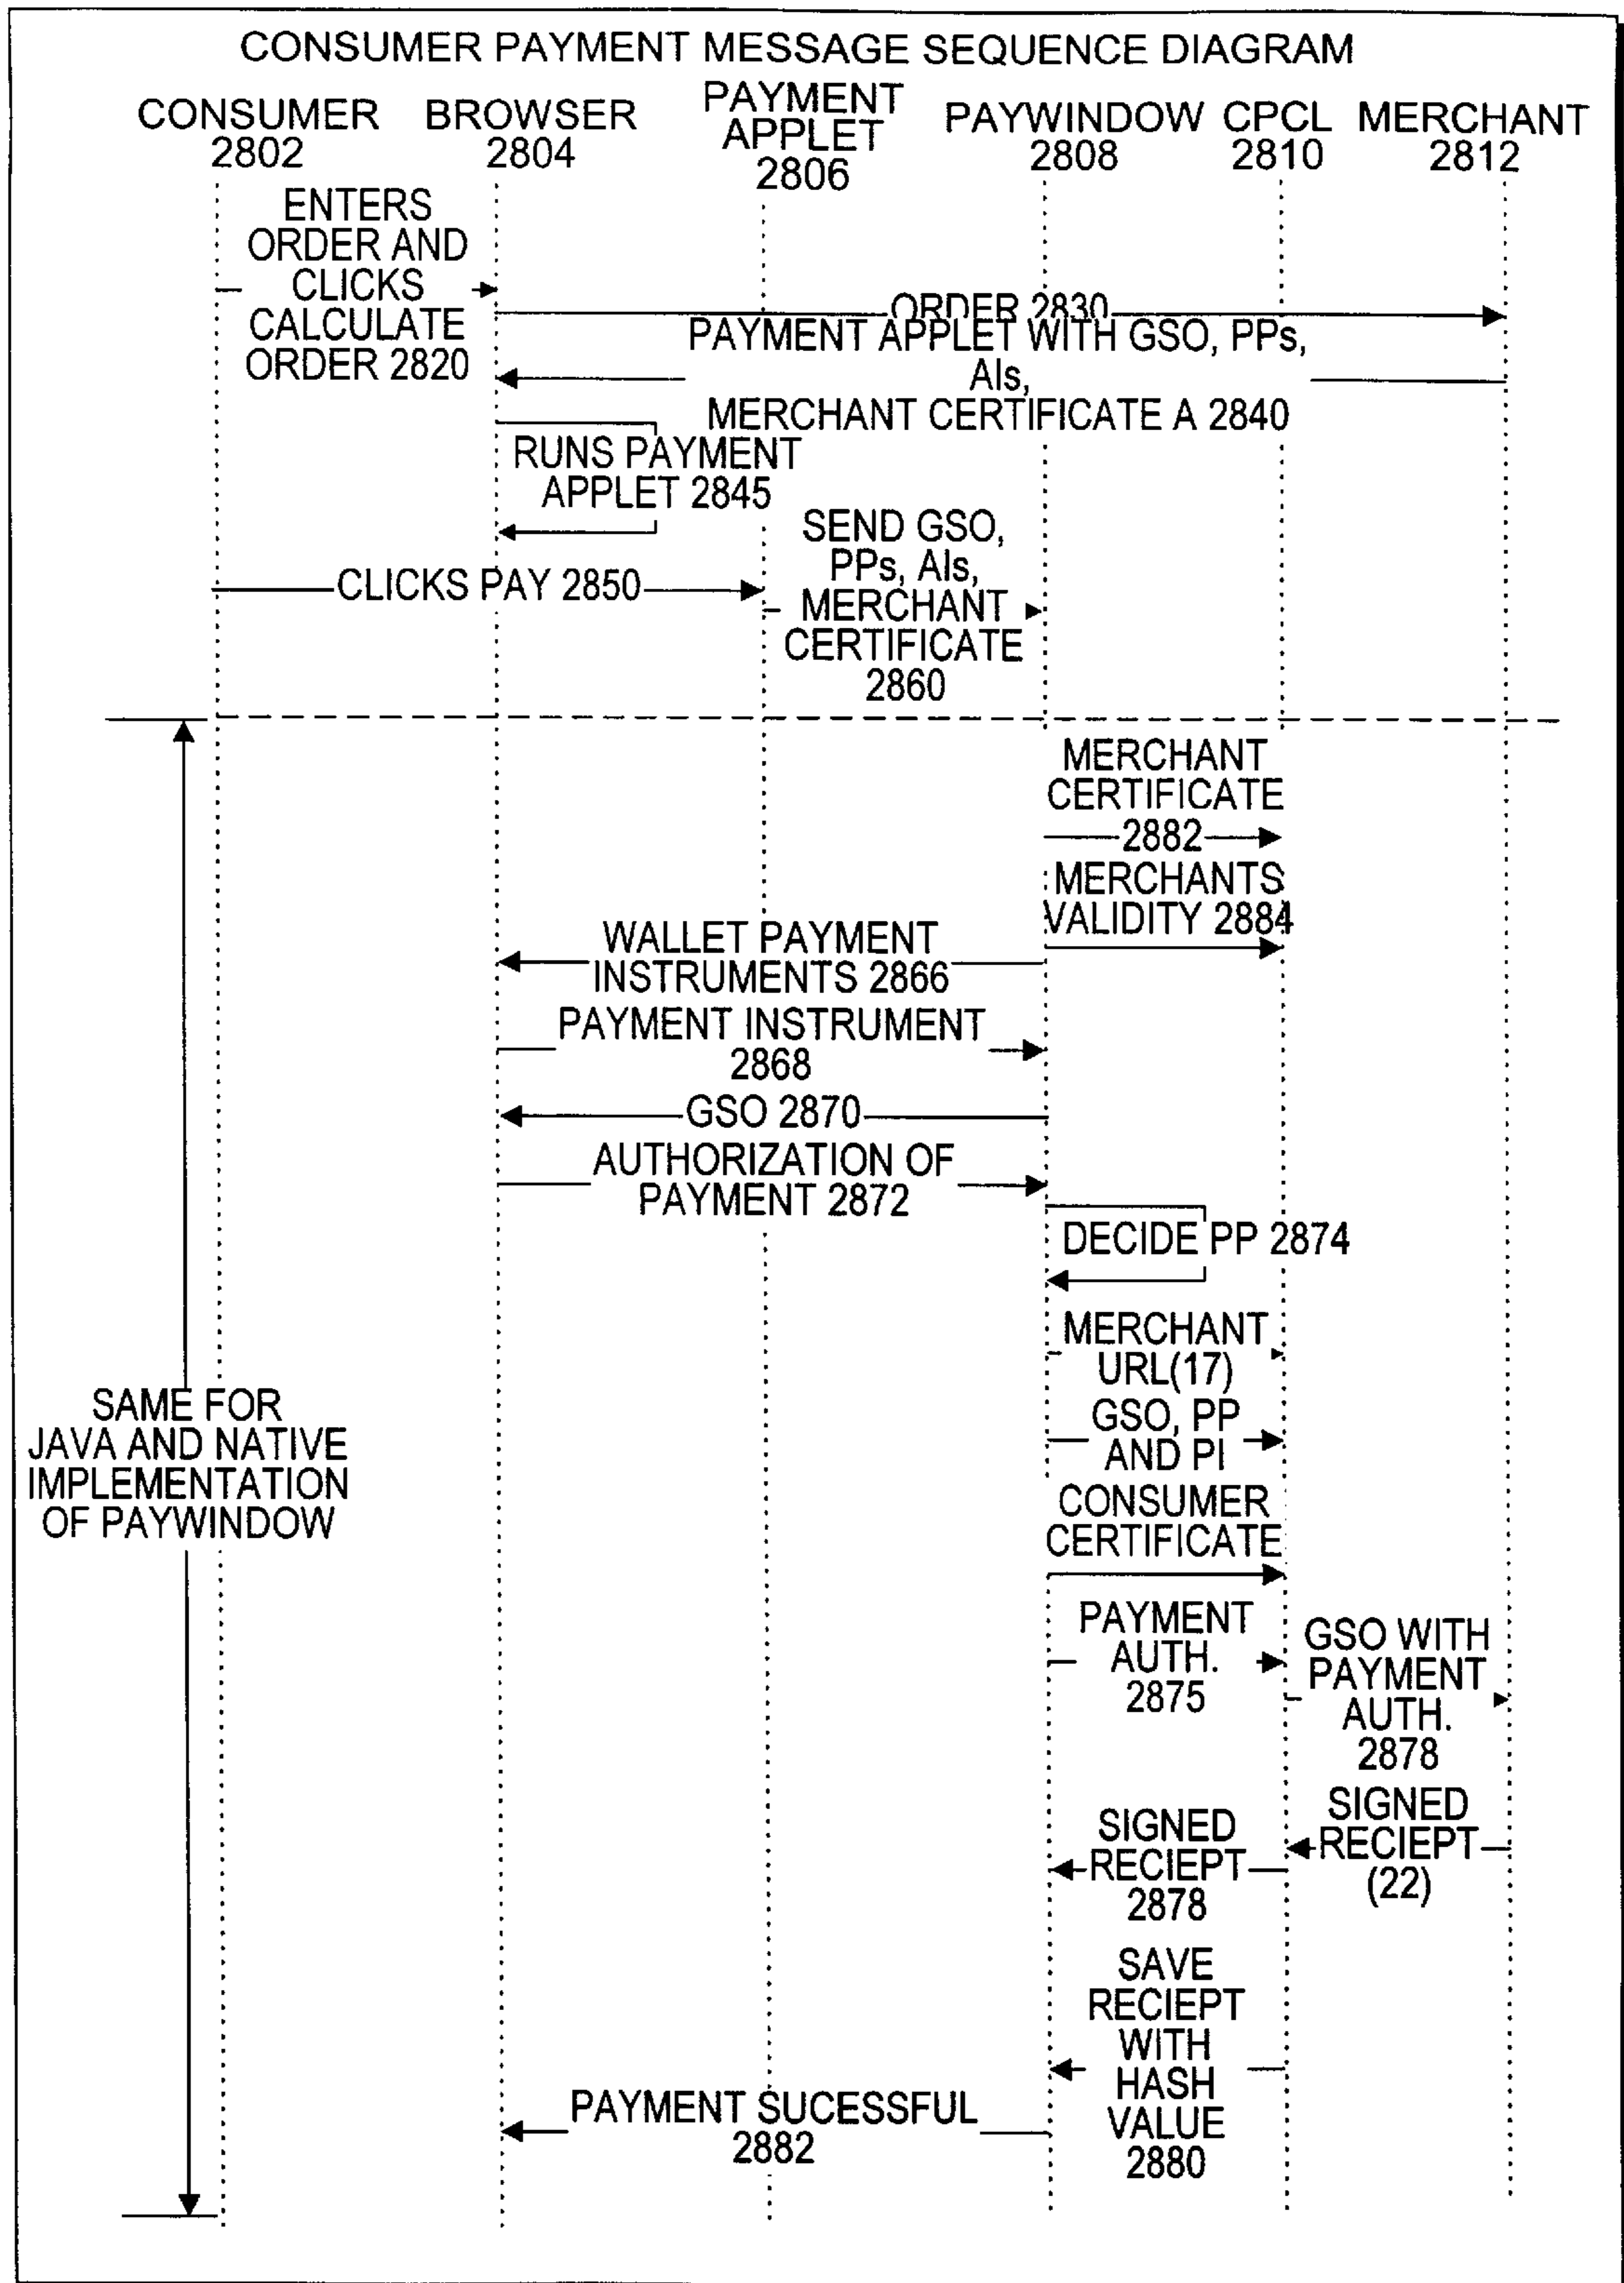 CONSUMER PAYMENT MESSAGE SEQUENCE DIAGRAM
CONSUMER
2802
BROWSER
2804
PAYMENT
APPLET
2806
PAYWINDOW
2808
CPCL
2810
MERCHANT
2812
ENTERS
ORDER AND
CLICKS
CALCULATE
ORDER 2820
ORDER 2830
PAYMENT APPLET WITH GSO, PPs,
AIs,
MERCHANT CERTIFICATE A 2840
RUNS PAYMENT
APPLET 2845
CLICKS PAY 2850
SEND GSO,
PPs, AIs,
MERCHANT
CERTIFICATE
2860
MERCHANT
CERTIFICATE
2882
MERCHANTS
VALIDITY 2884
WALLET PAYMENT
INSTRUMENTS 2866
PAYMENT INSTRUMENT
2868
GSO 2870
AUTHORIZATION OF
PAYMENT 2872
DECIDE PP 2874
MERCHANT
URL(17)
GSO, PP
AND PI
SAME FOR
JAVA AND NATIVE
IMPLEMENTATION
OF PAYWINDOW
CONSUMER
CERTIFICATE
PAYMENT
AUTH.
2875
GSO WITH
PAYMENT
AUTH.
2878
SIGNED
RECIEPT
(22)
SIGNED
RECIEPT
2878
SAVE
RECIEPT
WITH
HASH
VALUE
2880
PAYMENT SUCESSFUL
2882